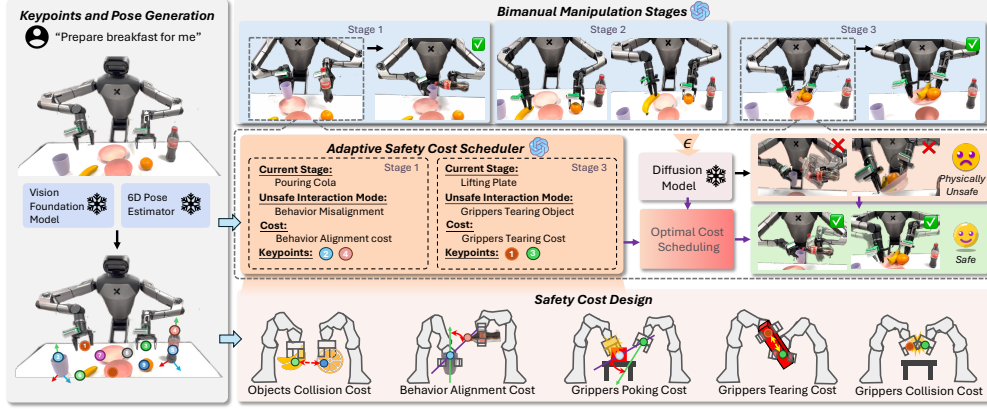 Keypoints and Pose Generation
“Prepare breakfast for me”
Vision
Foundation
Model
6D Pose
Estimator
Bimanual Manipulation Stages
Stage 1
Stage 2
Stage 3
Adaptive Safety Cost Scheduler
Current Stage:
Stage 1
Pouring Cola
Unsafe Interaction Mode:
Behavior Misalignment
Cost:
Behavior Alignment cost
Keypoints: 2 4
Current Stage:
Stage 3
Lifting Plate
Unsafe Interaction Mode:
Grippers Tearing Object
Cost:
Grippers Tearing Cost
Keypoints: 1 3
ϵ
Diffusion
Model
Optimal Cost
Scheduling
Physically
Unsafe
Safe
Safety Cost Design
Objects Collision Cost
Behavior Alignment Cost
Grippers Poking Cost
Grippers Tearing Cost
Grippers Collision Cost